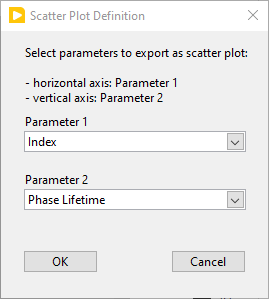 Scatter Plot Definition
Select parameters to export as scatter plot:
- horizontal axis: Parameter 1
- vertical axis: Parameter 2
Parameter 1
Index
Parameter 2
Phase Lifetime
OK
Cancel